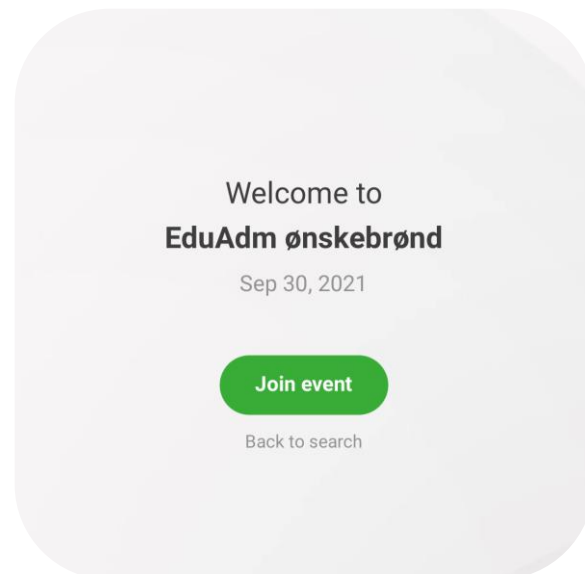 Welcome to
EduAdm ønskebrønd
Sep 30, 2021
Join event
Back to search